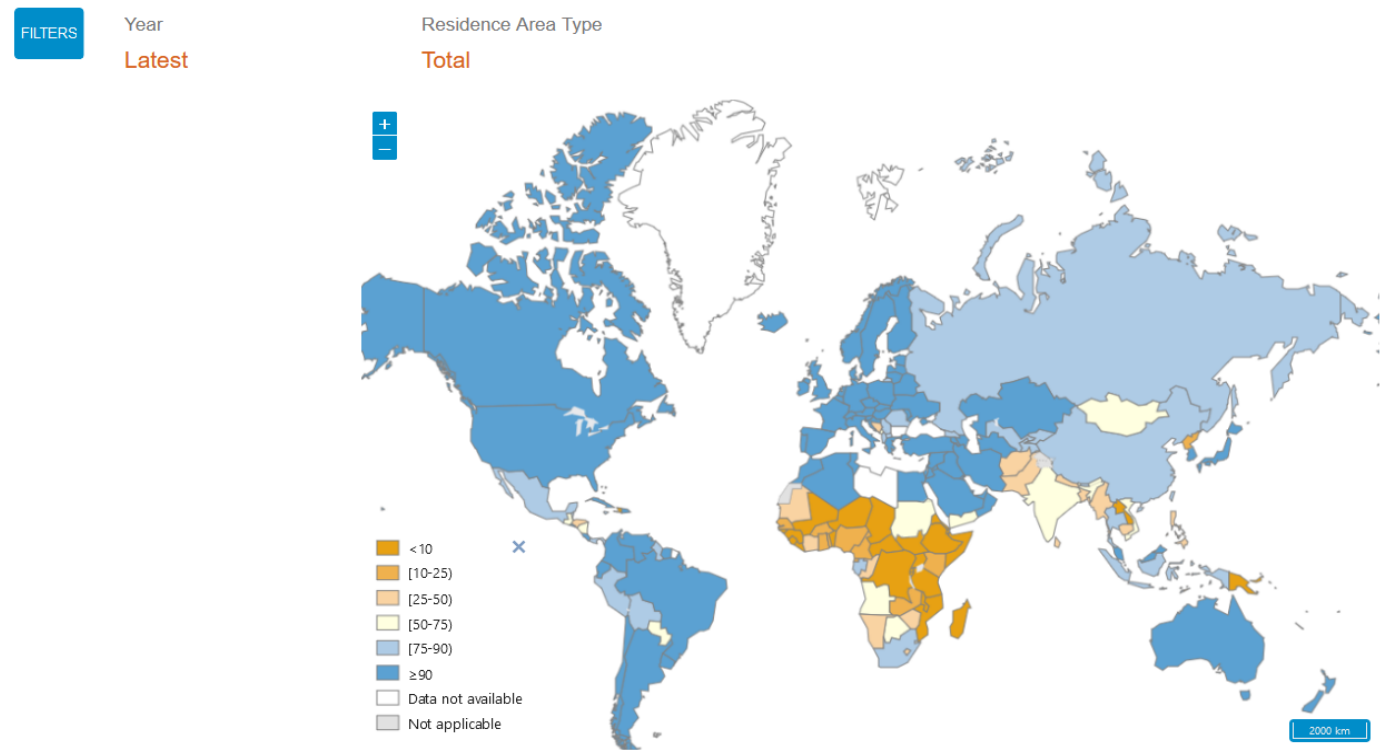 FILTERS
Year
Latest
Residence Area Type
Total
+
–
<10
[10-25)
[25-50)
[50-75)
[75-90)
≥90
Data not available
Not applicable
2000 km